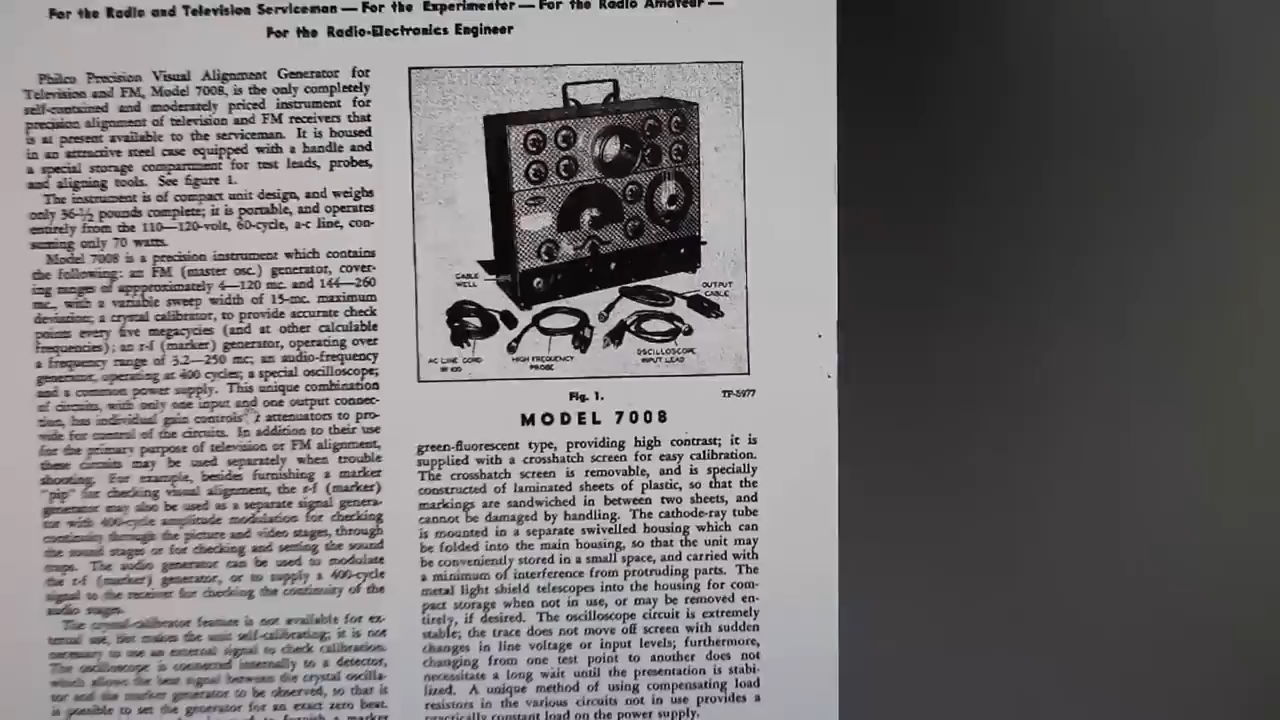 For the Radio and Television Serviceman — For the Experimenter — For the Radio Amateur —
For the Radio-Electronics Engineer
Philco Precision Visual Alignment Generator for
Television and FM, Model 7008, is the only completely
self-contained and moderately priced instrument for
precision alignment of television and FM receivers that
is at present available to the serviceman. It is housed
in an attractive steel case equipped with a handle and
a special storage compartment for test leads, probes,
and aligning tools. See figure 1.
The instrument is of compact unit design, and weighs
only 36-½ pounds complete; it is portable, and operates
entirely from the 110—120-volt, 60-cycle, a-c line, con-
suming only 70 watts.
Model 7008 is a precision instrument which contains
the following: an FM (master osc.) generator, cover-
ing ranges of approximately 4—120 mc. and 144—260
mc., with a variable sweep width of 15-mc. maximum
deviation; a crystal calibrator, to provide accurate check
points every five megacycles (and at other calculable
frequencies); an r-f (marker) generator, operating over
a frequency range of 3.2—250 mc; an audio-frequency
generator, operating at 400 cycles; a special oscilloscope;
and a common power supply. This unique combination
of circuits, with only one input and one output connec-
tion, has individual gain controls attenuators to pro-
vide for control of the circuits. In addition to their use
for the primary purpose of television or FM alignment,
these circuits may be used separately when trouble
shooting. For example, besides furnishing a marker
"pip" for checking visual alignment, the r-f (marker)
generator may also be used as a separate signal genera-
tor with 400-cycle amplitude modulation for checking
continuity through the picture and video stages, through
the sound stages or for checking and setting the sound
traps. The audio generator can be used to modulate
the r-f (marker) generator, or to supply a 400-cycle
signal to the receiver for checking the continuity of the
audio stages.
The crystal-calibrator feature is not available for ex-
ternal use, but makes the unit self-calibrating; it is not
necessary to use an external signal to check calibration.
The oscilloscope is connected internally to a detector,
which allows the beat signal between the crystal oscilla-
tor and the marker generator to be observed, so that it
is possible to set the generator for an exact zero beat.
to furnish a marker
CABLE
WELL
OUTPUT
CABLE
AC LINE CORD
HIGH FREQUENCY
PROBE
OSCILLOSCOPE
INPUT LEAD
Fig. 1.
TP-5977
MODEL 7008
green-fluorescent type, providing high contrast; it is
supplied with a crosshatch screen for easy calibration.
The crosshatch screen is removable, and is specially
constructed of laminated sheets of plastic, so that the
markings are sandwiched in between two sheets, and
cannot be damaged by handling. The cathode-ray tube
is mounted in a separate swivelled housing which can
be folded into the main housing, so that the unit may
be conveniently stored in a small space, and carried with
a minimum of interference from protruding parts. The
metal light shield telescopes into the housing for com-
pact storage when not in use, or may be removed en-
tirely, if desired. The oscilloscope circuit is extremely
stable; the trace does not move off screen with sudden
changes in line voltage or input levels; furthermore,
changing from one test point to another does not
necessitate a long wait until the presentation is stabi-
lized. A unique method of using compensating load
resistors in the various circuits not in use provides a
practically constant load on the power supply.